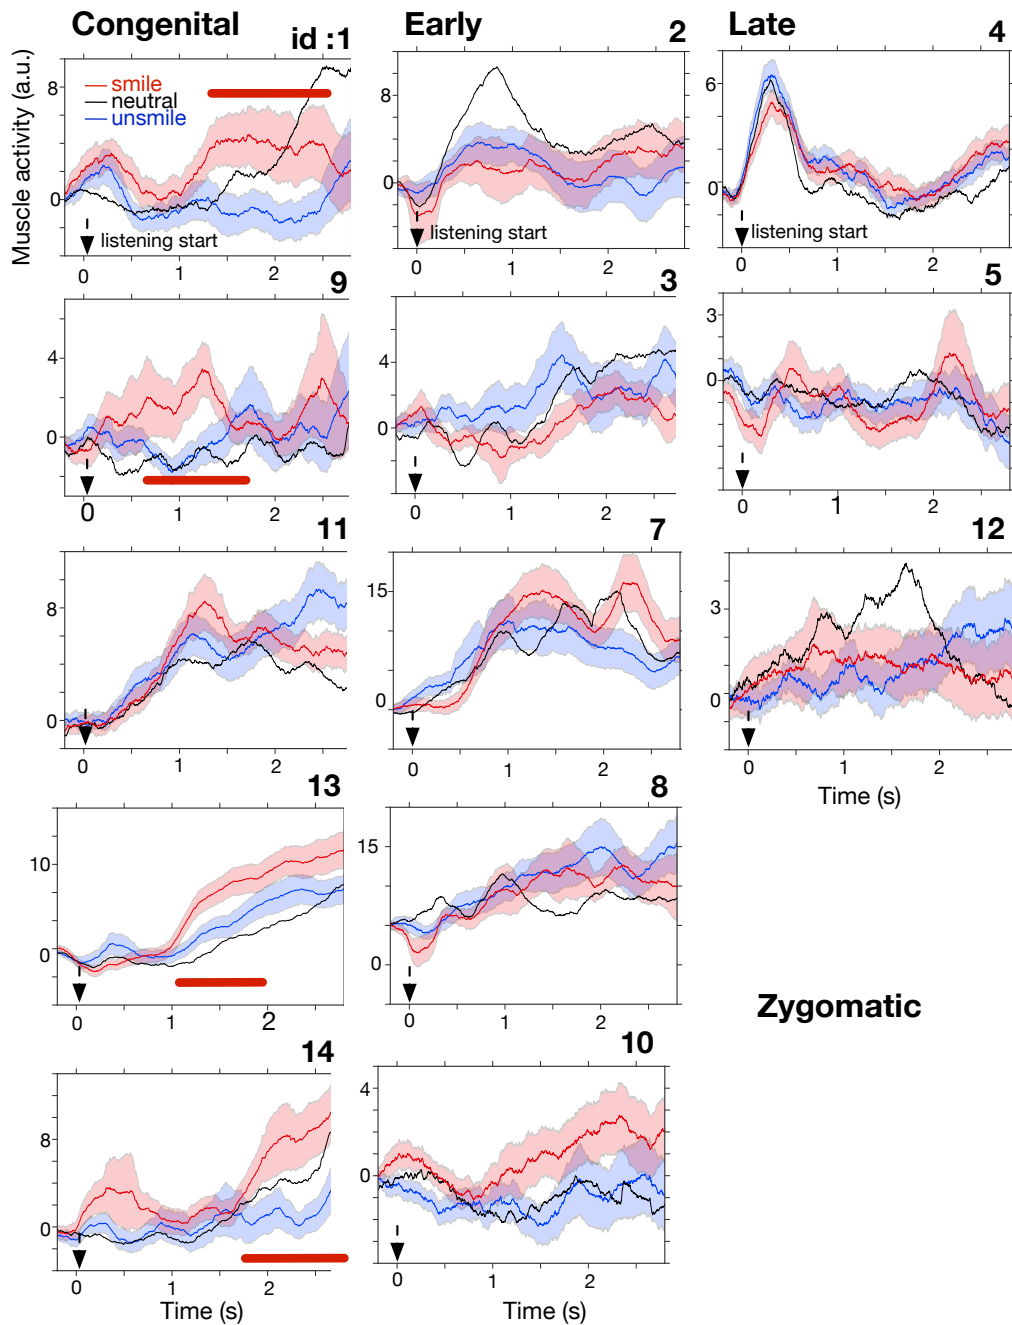 Congenital Early Late
id :1 2 4
Muscle activity (a.u.)
smile
neutral
unsmile
8
0
listening start
0 1 2
8
4
0
listening start
0 1 2
6
4
0
listening start
0 1 2
9 3 5
4
0
0 1 2
4
0
0 1 2
3
0
0 1 2
11 7 12
8
0
0 1 2
15
0
0 1 2
3
0
0 1 2
Time (s)
13 8
10
0
0 1 2
15
0
0 1 2
Zygomatic
14 10
8
0
0 1 2
Time (s)
4
0
0 1 2
Time (s)